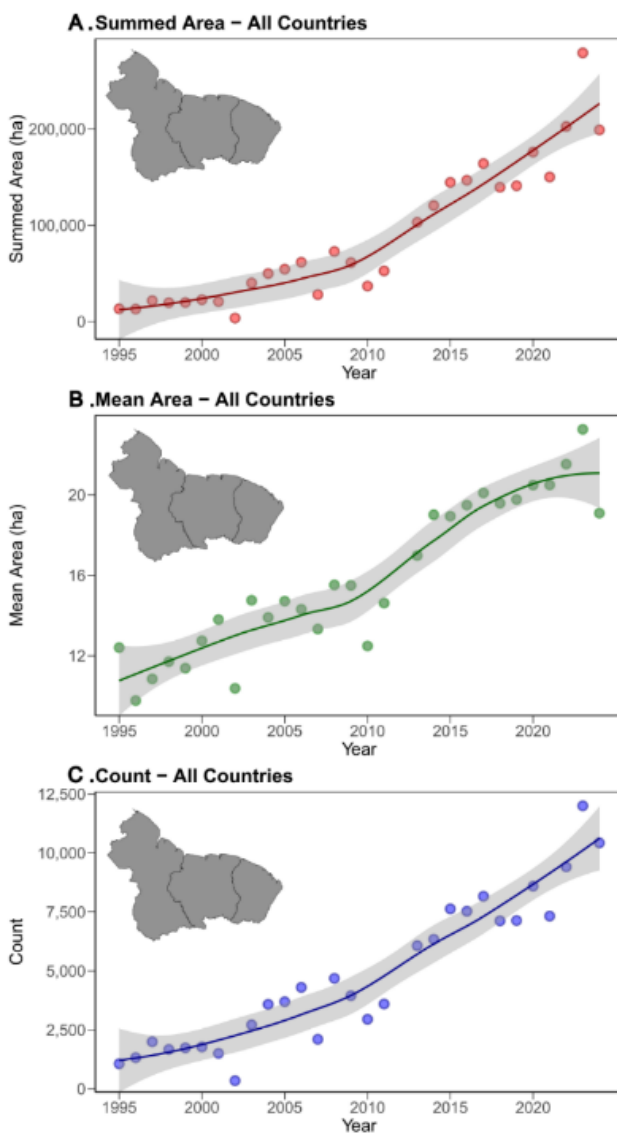 A .Summed Area – All Countries
Summed Area (ha)
200,000
100,000
0
1995 2000 2005 2010 2015 2020
Year
B .Mean Area – All Countries
Mean Area (ha)
20
16
12
1995 2000 2005 2010 2015 2020
Year
C .Count – All Countries
Count
12,500
10,000
7,500
5,000
2,500
0
1995 2000 2005 2010 2015 2020
Year